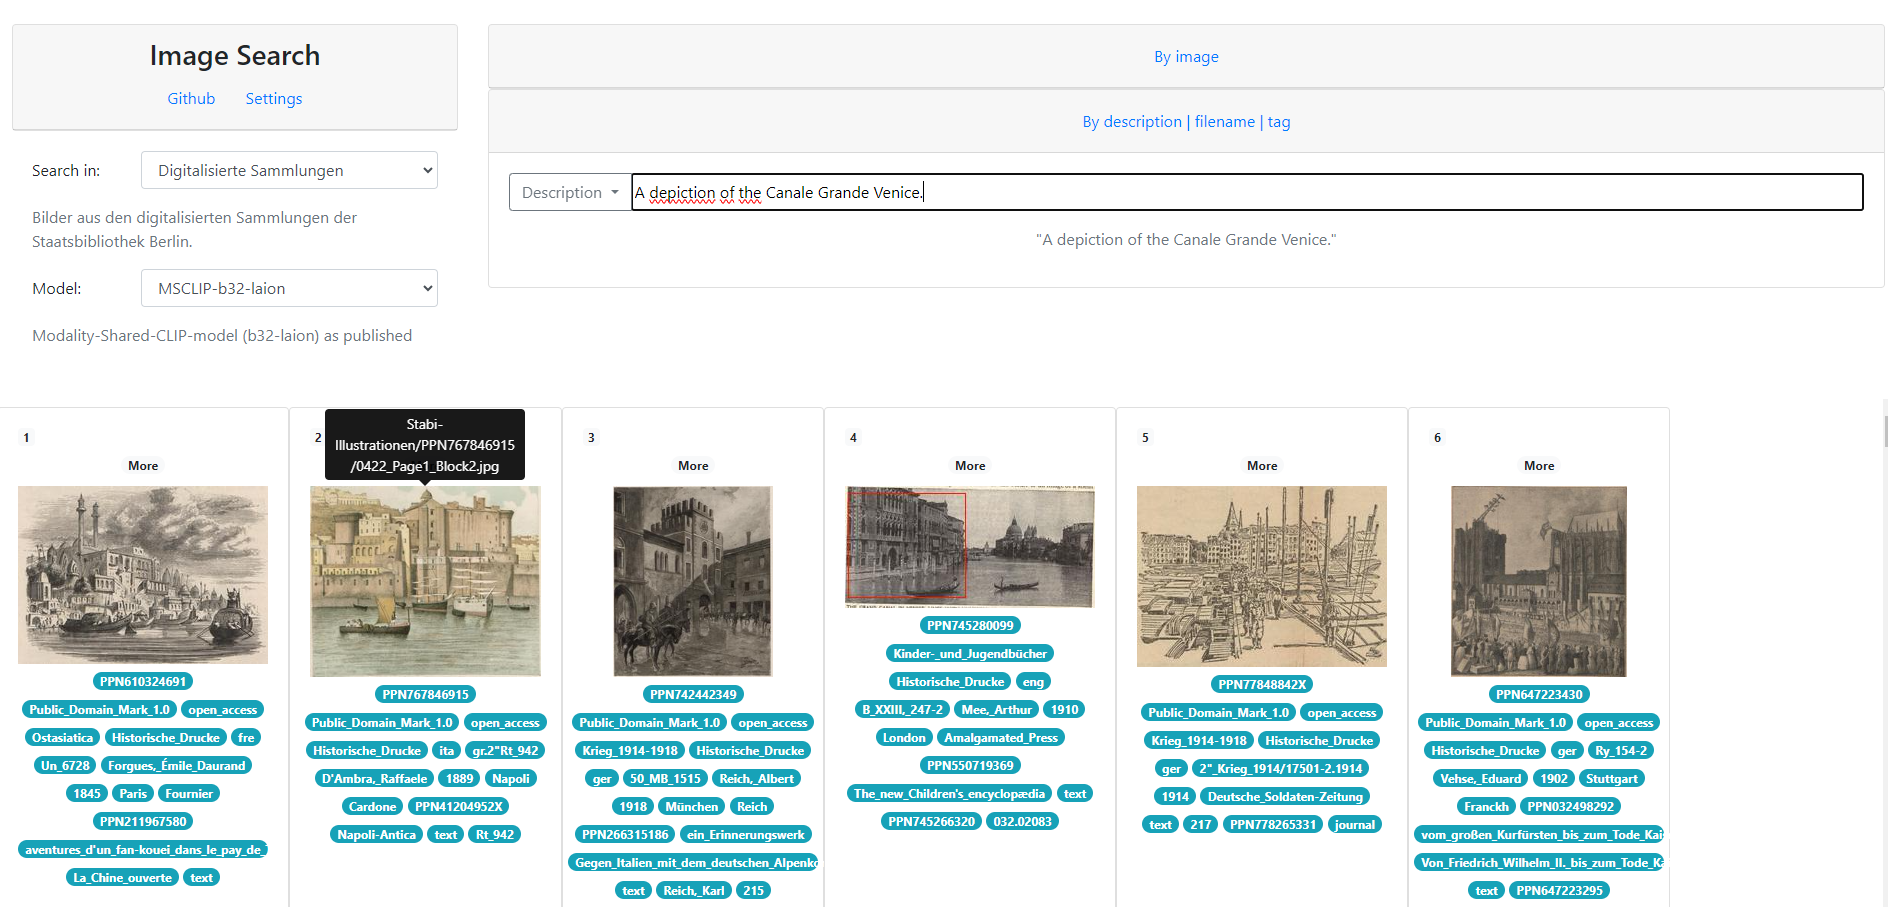 Image Search
Github Settings
Search in: Digitalisierte Sammlungen
Bilder aus den digitalisierten Sammlungen der
Staatsbibliothek Berlin.
Model: MSCLIP-b32-laion
Modality-Shared-CLIP-model (b32-laion) as published
By image
By description | filename | tag
Description A depiction of the Canale Grande Venice.
"A depiction of the Canale Grande Venice."
1
More
PPN610324691
Public_Domain_Mark_1.0 open_access
Ostasiatica Historische_Drucke fre
Un_6728 Forgues,_Émile_Daurand
1845 Paris Fournier
PPN211967580
aventures_d'un_fan-kouei_dans_le_pay_de_
La_Chine_ouverte text
2
Stabi-
Illustrationen/PPN767846915
/0422_Page1_Block2.jpg
PPN767846915
Public_Domain_Mark_1.0 open_access
Historische_Drucke ita gr.2"Rt_942
D'Ambra,_Raffaele 1889 Napoli
Cardone PPN41204952X
Napoli-Antica text Rt_942
3
More
PPN742442349
Public_Domain_Mark_1.0 open_access
Krieg_1914-1918 Historische_Drucke
ger 50_MB_1515 Reich,_Albert
1918 München Reich
PPN266315186 ein_Erinnerungswerk
Gegen_Italien_mit_dem_deutschen_Alpenko
text Reich,_Karl 215
4
More
PPN745280099
Kinder-_und_Jugendbücher
Historische_Drucke eng
B_XXIII,_247-2 Mee,_Arthur 1910
London Amalgamated_Press
PPN550719369
The_new_Children's_encyclopædia text
PPN745266320 032.02083
5
More
PPN77848842X
Public_Domain_Mark_1.0 open_access
Krieg_1914-1918 Historische_Drucke
ger 2"_Krieg_1914/17501-2.1914
1914 Deutsche_Soldaten-Zeitung
text 217 PPN778265331 journal
6
More
PPN647223430
Public_Domain_Mark_1.0 open_access
Historische_Drucke ger Ry_154-2
Vehse,_Eduard 1902 Stuttgart
Franckh PPN032498292
vom_großen_Kurfürsten_bis_zum_Tode_Kai
Von_Friedrich_Wilhelm_II._bis_zum_Tode_Ka
text PPN647223295